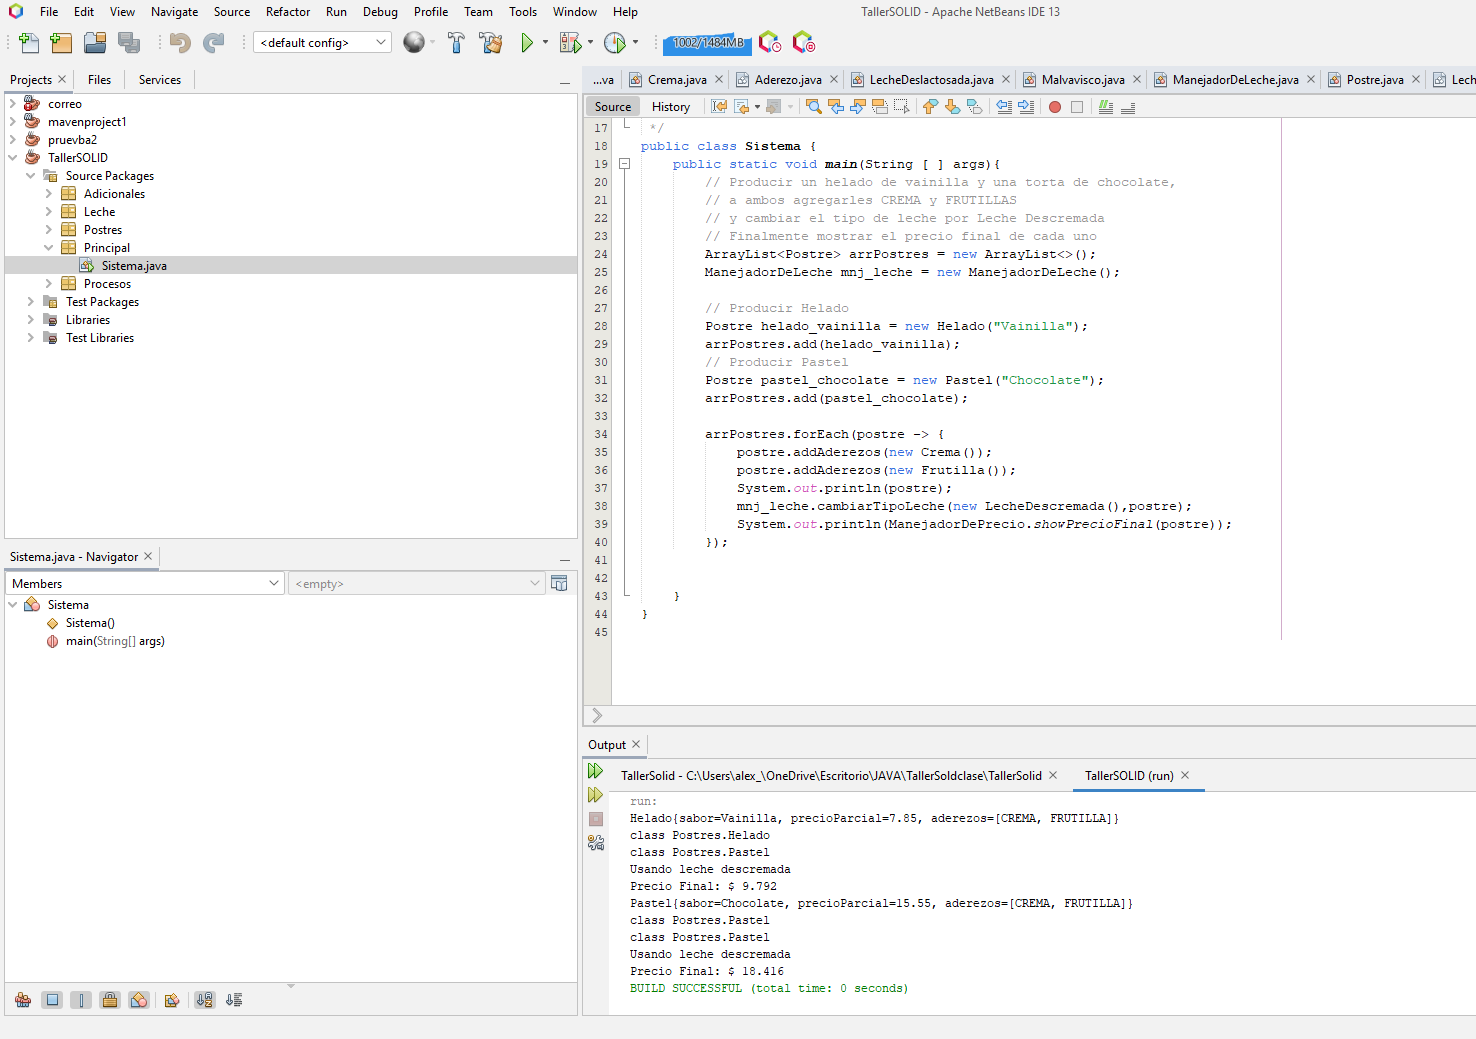 File Edit View Navigate Source Refactor Run Debug Profile Team Tools Window Help
TallerSOLID - Apache NetBeans IDE 13
<default config>
1002/1484MB
Projects Files Services
correo
mavenproject1
pruevba2
TallerSOLID
Source Packages
Adicionales
Leche
Postres
Principal
Sistema.java
Procesos
Test Packages
Libraries
Test Libraries
Sistema.java - Navigator
Members <empty>
Sistema
Sistema()
main(String[] args)
...va Crema.java Aderezo.java LecheDeslactosada.java Malvavisco.java ManejadorDeLeche.java Postre.java Lech
Source History
17 */
18 public class Sistema {
19 public static void main(String [ ] args){
20 // Producir un helado de vainilla y una torta de chocolate,
21 // a ambos agregarles CREMA y FRUTILLAS
22 // y cambiar el tipo de leche por Leche Descremada
23 // Finalmente mostrar el precio final de cada uno
24 ArrayList<Postre> arrPostres = new ArrayList<>();
25 ManejadorDeLeche mnj_leche = new ManejadorDeLeche();
26
27 // Producir Helado
28 Postre helado_vainilla = new Helado("Vainilla");
29 arrPostres.add(helado_vainilla);
30 // Producir Pastel
31 Postre pastel_chocolate = new Pastel("Chocolate");
32 arrPostres.add(pastel_chocolate);
33
34 arrPostres.forEach(postre -> {
35 postre.addAderezos(new Crema());
36 postre.addAderezos(new Frutilla());
37 System.out.println(postre);
38 mnj_leche.cambiarTipoLeche(new LecheDescremada(),postre);
39 System.out.println(ManejadorDePrecio.showPrecioFinal(postre));
40 });
41
42
43 }
44 }
45
Output
TallerSolid - C:\Users\alex_\OneDrive\Escritorio\JAVA\TallerSoldclase\TallerSolid TallerSOLID (run)
run:
Helado{sabor=Vainilla, precioParcial=7.85, aderezos=[CREMA, FRUTILLA]}
class Postres.Helado
class Postres.Pastel
Usando leche descremada
Precio Final: $ 9.792
Pastel{sabor=Chocolate, precioParcial=15.55, aderezos=[CREMA, FRUTILLA]}
class Postres.Pastel
class Postres.Pastel
Usando leche descremada
Precio Final: $ 18.416
BUILD SUCCESSFUL (total time: 0 seconds)